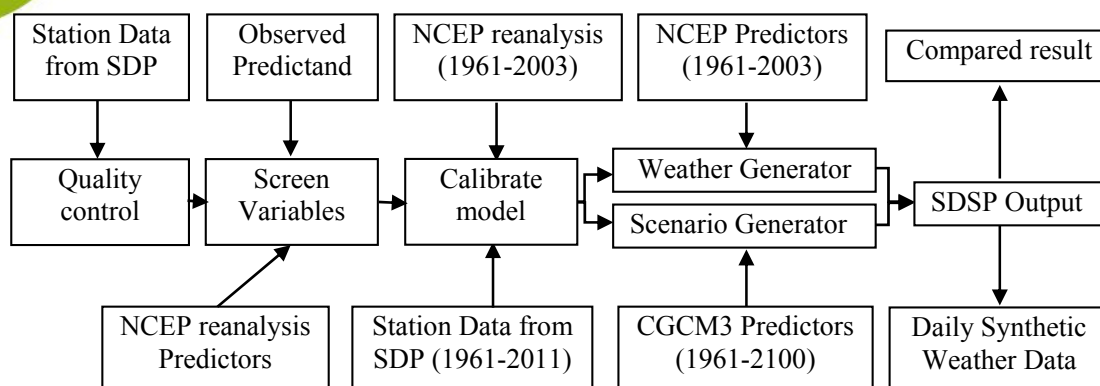 Station Data
from SDP
Observed
Predictand
NCEP reanalysis
(1961-2003)
NCEP Predictors
(1961-2003)
Compared result
Quality
control
Screen
Variables
Calibrate
model
Weather Generator
Scenario Generator
SDSP Output
NCEP reanalysis
Predictors
Station Data from
SDP (1961-2011)
CGCM3 Predictors
(1961-2100)
Daily Synthetic
Weather Data